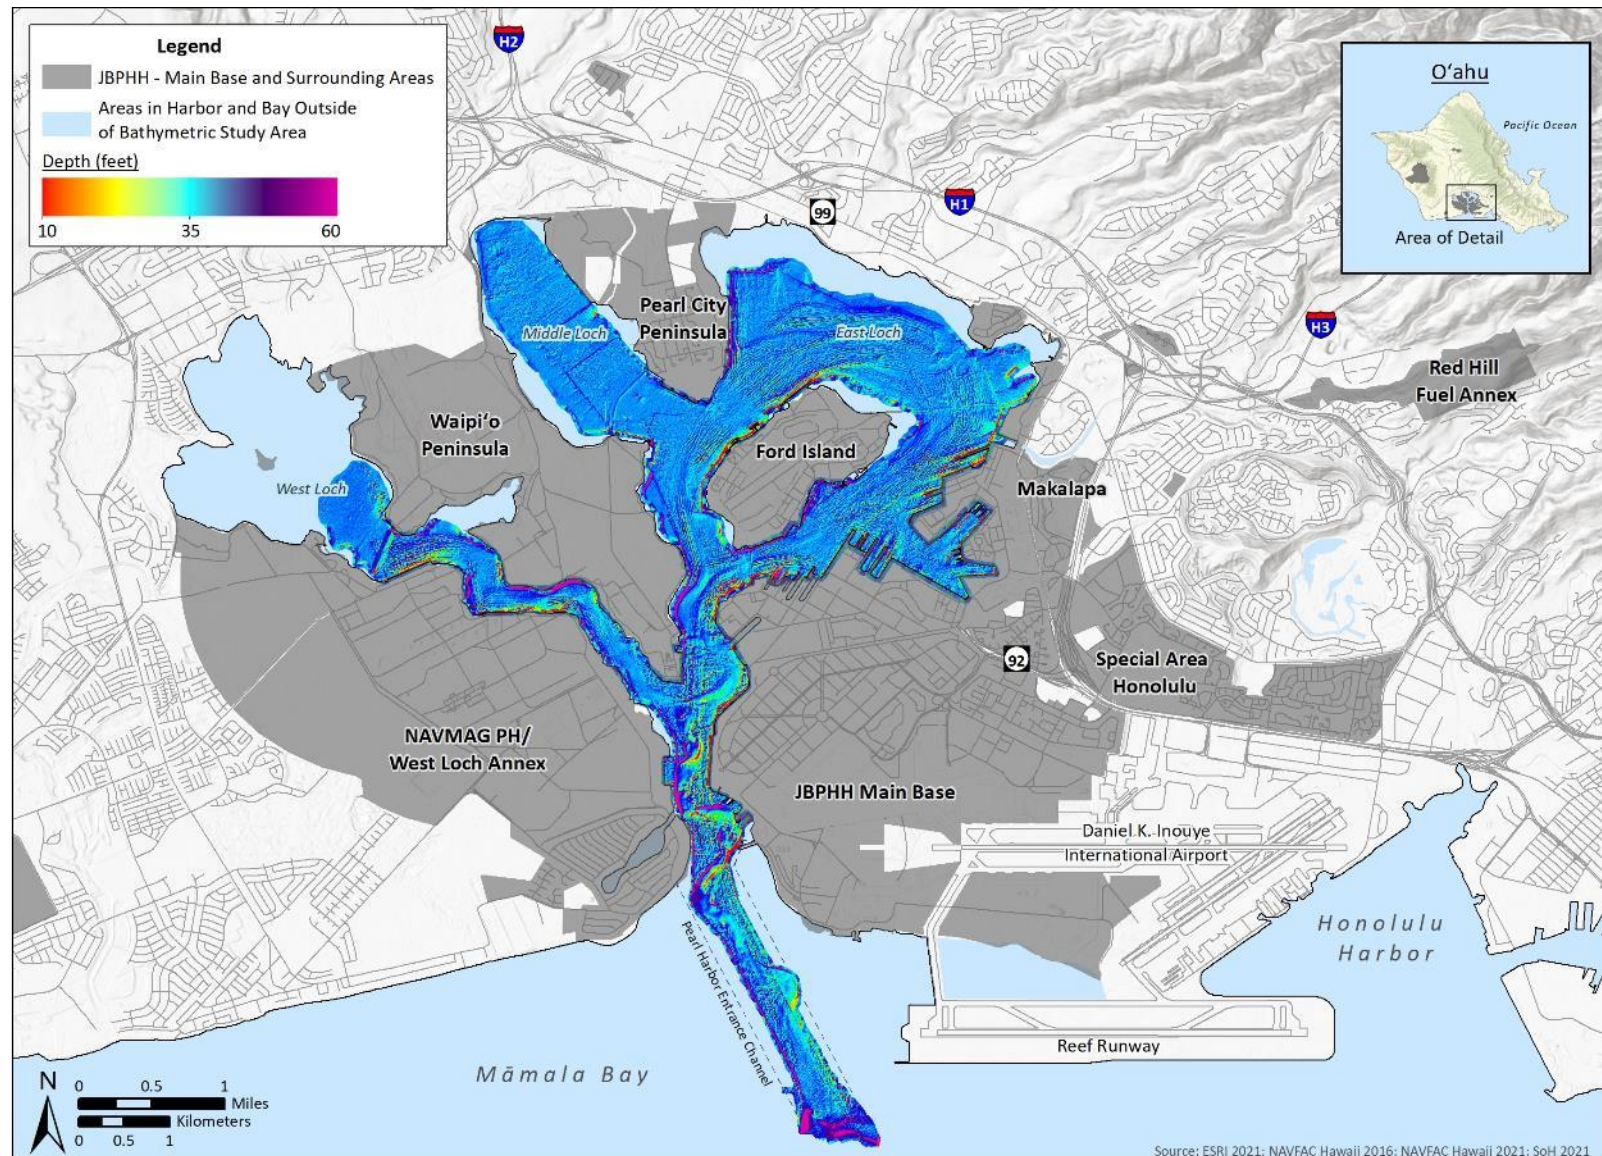 Legend
JBPHH - Main Base and Surrounding Areas
Areas in Harbor and Bay Outside
of Bathymetric Study Area
Depth (feet)
10 35 60
H2
99
H1
H3
Oʻahu
Pacific Ocean
Area of Detail
Pearl City
Peninsula
Middle Loch
East Loch
Red Hill
Fuel Annex
Waipiʻo
Peninsula
Ford Island
West Loch
Makalapa
92
Special Area
Honolulu
NAVMAG PH/
West Loch Annex
JBPHH Main Base
Daniel K. Inouye
International Airport
Honolulu
Harbor
Pearl Harbor Entrance Channel
Reef Runway
Māmala Bay
N
0 0.5 1
Miles
Kilometers
0 0.5 1
Source: ESRI 2021; NAVFAC Hawaii 2016; NAVFAC Hawaii 2021; SoH 2021